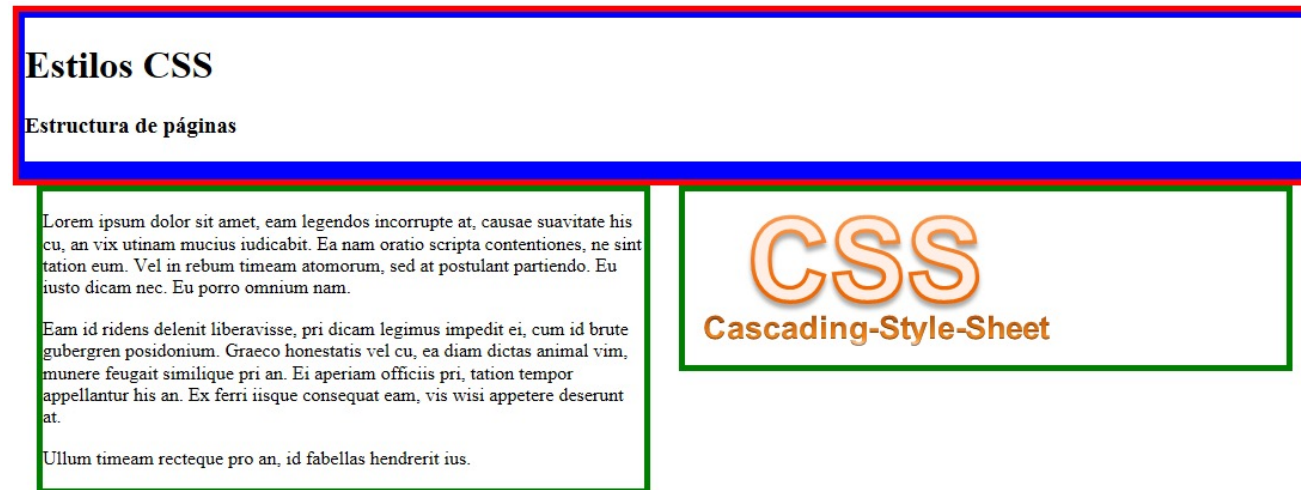 Estilos CSS
Estructura de páginas
Lorem ipsum dolor sit amet, eam legendos incorrupte at, causae suavitate his
cu, an vix utinam mucius iudicabit. Ea nam oratio scripta contentiones, ne sint
tation eum. Vel in rebum timeam atomorum, sed at postulant partiendo. Eu
iusto dicam nec. Eu porro omnium nam.
Eam id ridens delenit liberavisse, pri dicam legimus impedit ei, cum id brute
gubergren posidonium. Graeco honestatis vel cu, ea diam dictas animal vim,
munere feugait similique pri an. Ei aperiam officiis pri, tation tempor
appellantur his an. Ex ferri iisque consequat eam, vis wisi appetere deserunt
at.
Ullum timeam recteque pro an, id fabellas hendrerit ius.
CSS
Cascading-Style-Sheet